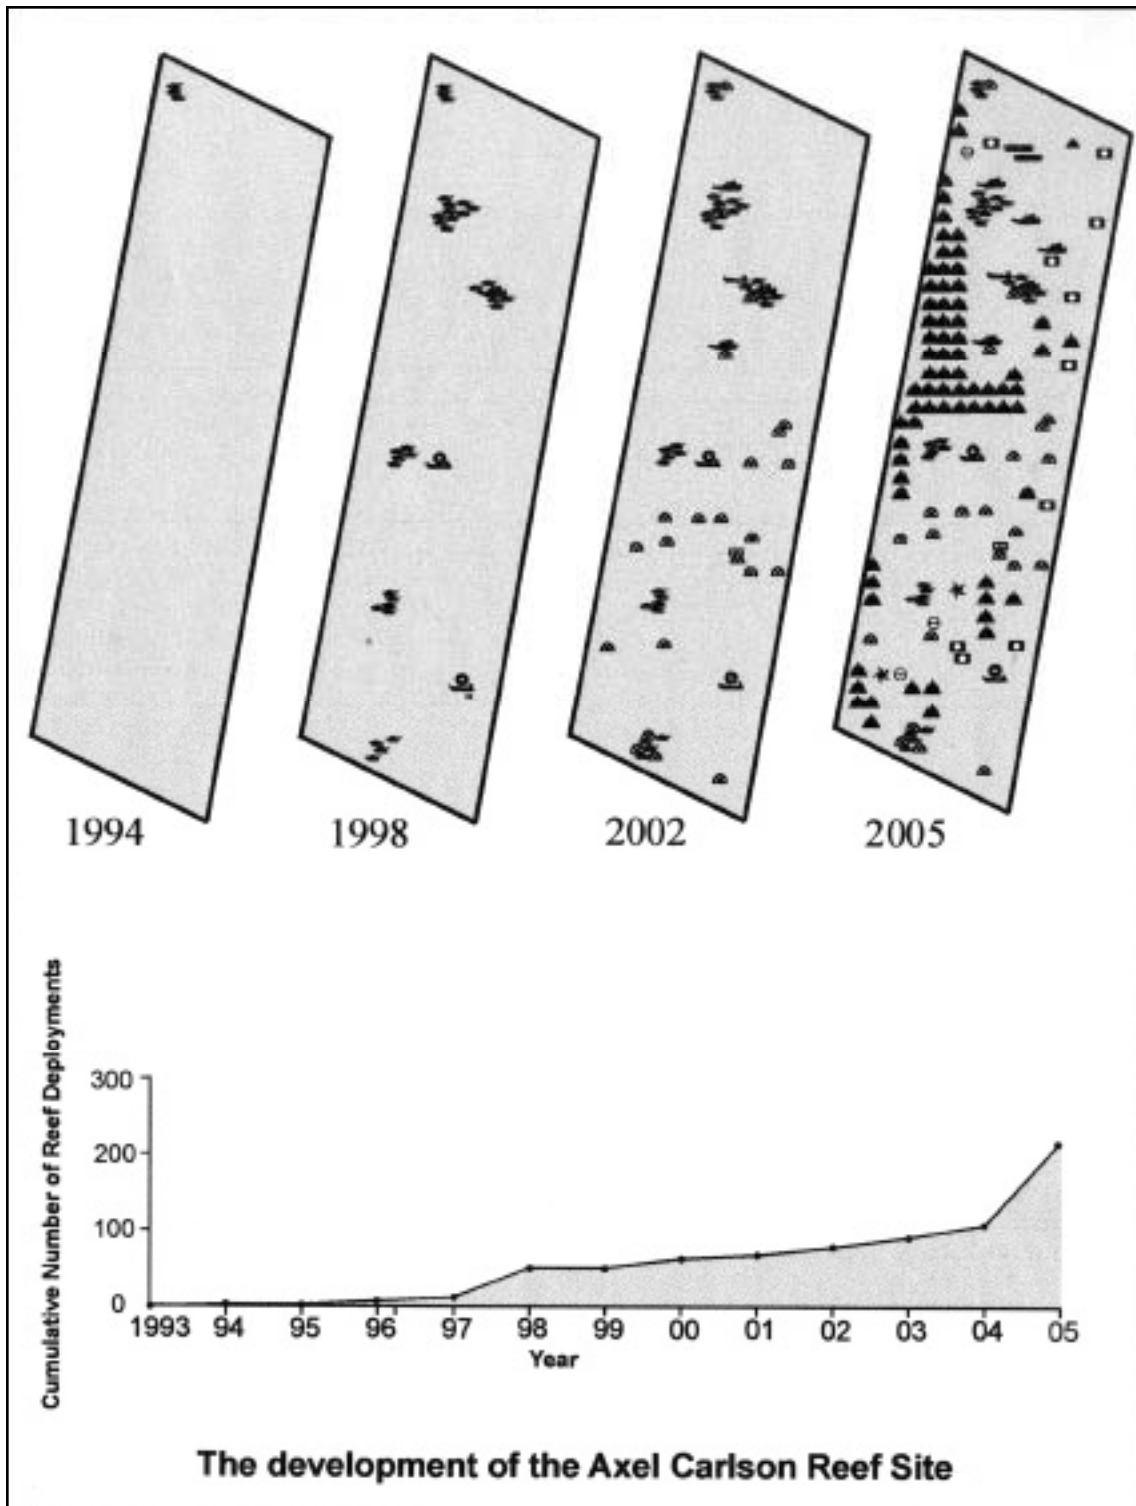 1994
1998
2002
2005
Cumulative Number of Reef Deployments
300
200
100
0
1993 94 95 96 97 98 99 00 01 02 03 04 05
Year
The development of the Axel Carlson Reef Site